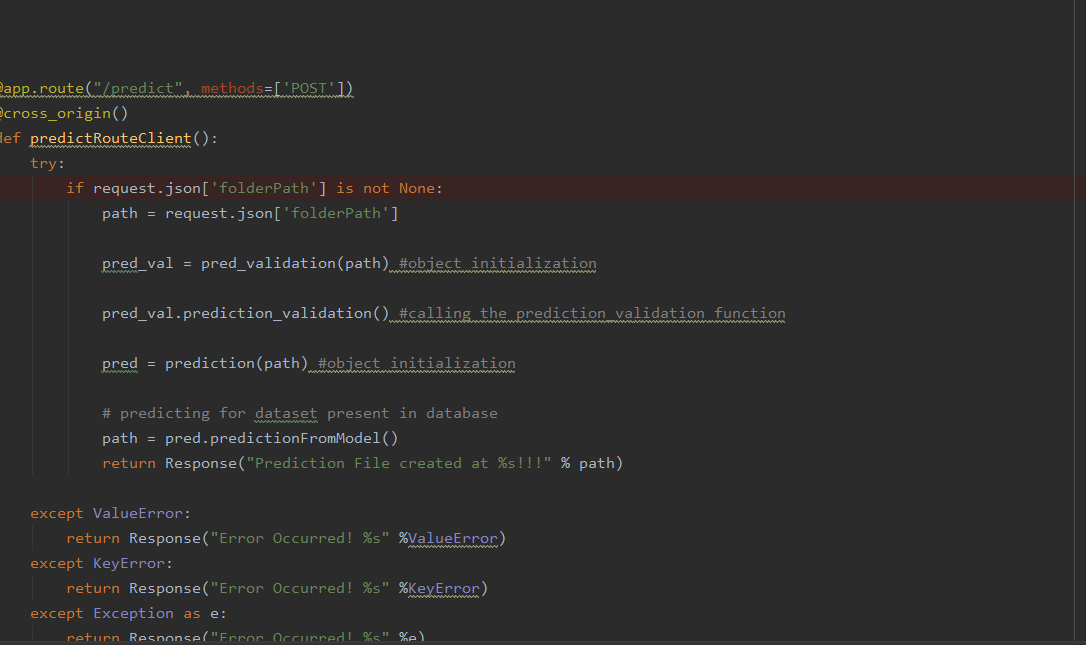 @app.route("/predict", methods=['POST'])
@cross_origin()
def predictRouteClient():
try:
if request.json['folderPath'] is not None:
path = request.json['folderPath']
pred_val = pred_validation(path) #object initialization
pred_val.prediction_validation() #calling the prediction_validation function
pred = prediction(path) #object initialization
# predicting for dataset present in database
path = pred.predictionFromModel()
return Response("Prediction File created at %s!!!" % path)
except ValueError:
return Response("Error Occurred! %s" %ValueError)
except KeyError:
return Response("Error Occurred! %s" %KeyError)
except Exception as e:
return Response("Error Occurred! %s" %e)